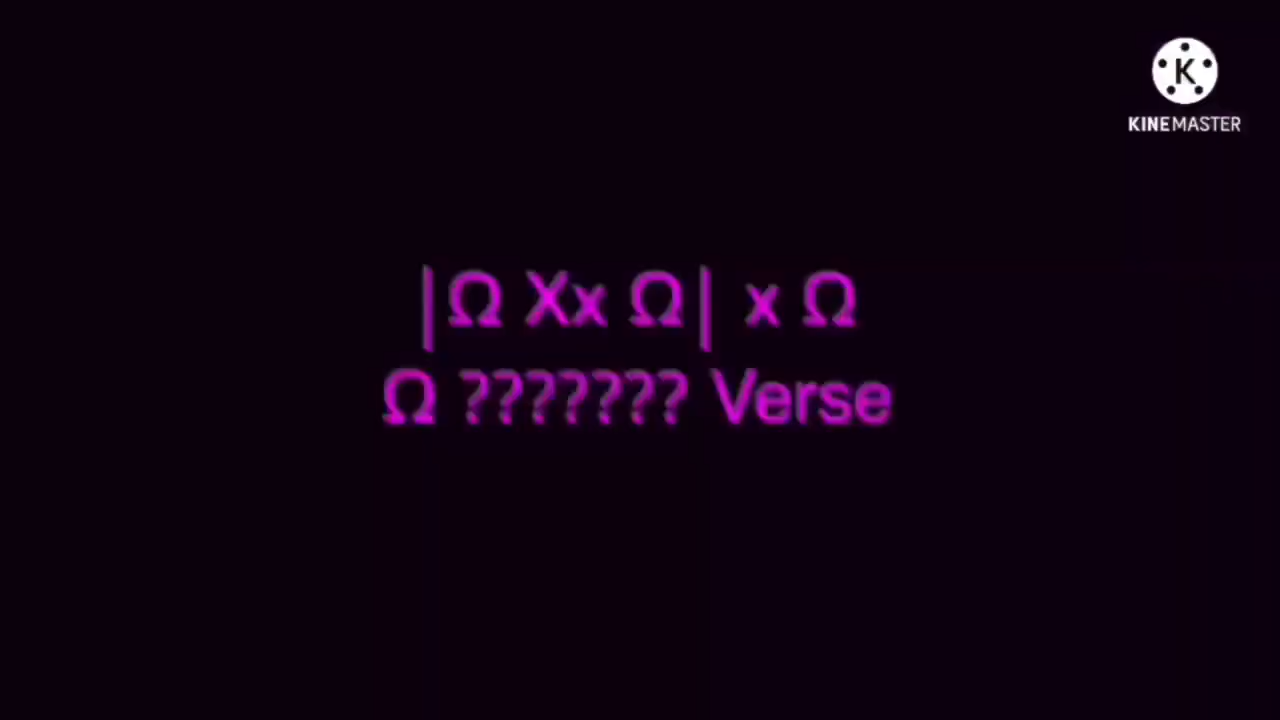 K
KINEMASTER
|Ω Xx Ω| x Ω
Ω ??????? Verse